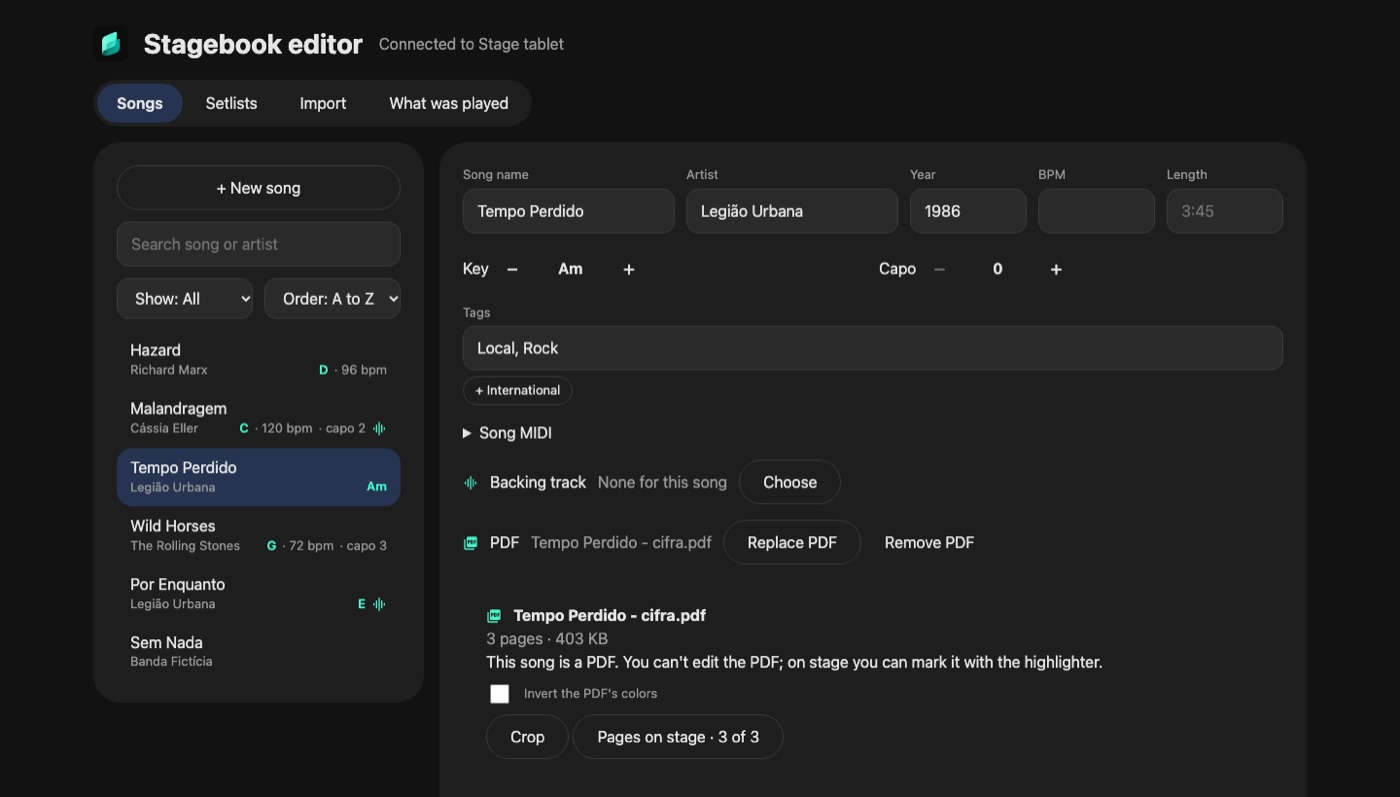 Stagebook editor Connected to Stage tablet
Songs Setlists Import What was played
+ New song
Search song or artist
Show: All Order: A to Z
Hazard
Richard Marx D · 96 bpm
Malandragem
Cássia Eller C · 120 bpm · capo 2
Tempo Perdido
Legião Urbana Am
Wild Horses
The Rolling Stones G · 72 bpm · capo 3
Por Enquanto
Legião Urbana E
Sem Nada
Banda Fictícia
Song name Artist Year BPM Length
Tempo Perdido Legião Urbana 1986 3:45
Key − Am + Capo − 0 +
Tags
Local, Rock
+ International
Song MIDI
Backing track None for this song Choose
PDF Tempo Perdido - cifra.pdf Replace PDF Remove PDF
Tempo Perdido - cifra.pdf
3 pages · 403 KB
This song is a PDF. You can't edit the PDF; on stage you can mark it with the highlighter.
Invert the PDF's colors
Crop Pages on stage · 3 of 3